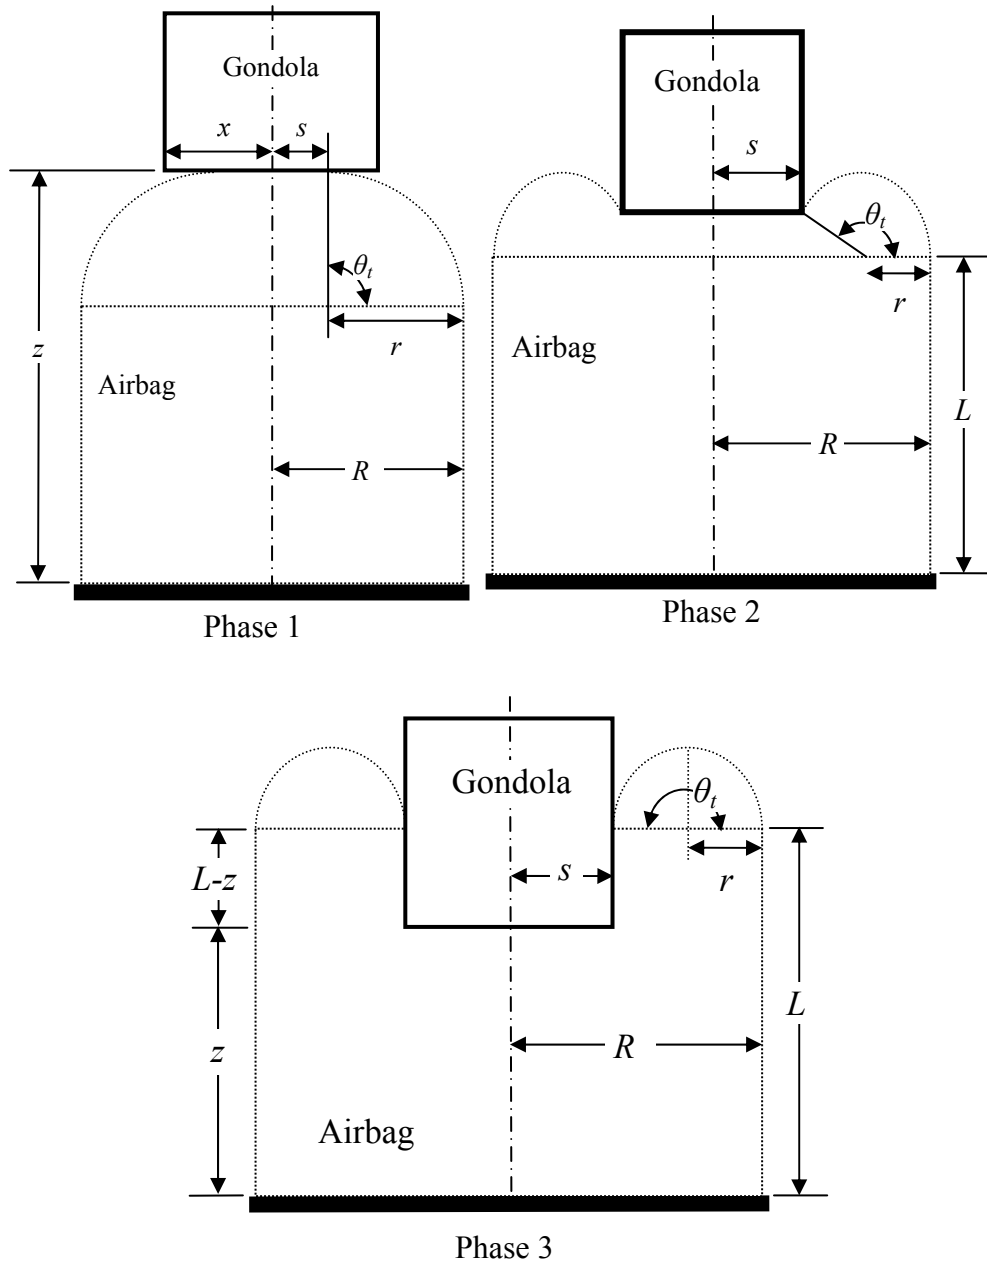 Gondola
x
s
θt
z
r
Airbag
R
Phase 1
Gondola
s
θt
r
Airbag
L
R
Phase 2
Gondola
θt
s
r
L-z
L
z
R
Airbag
Phase 3